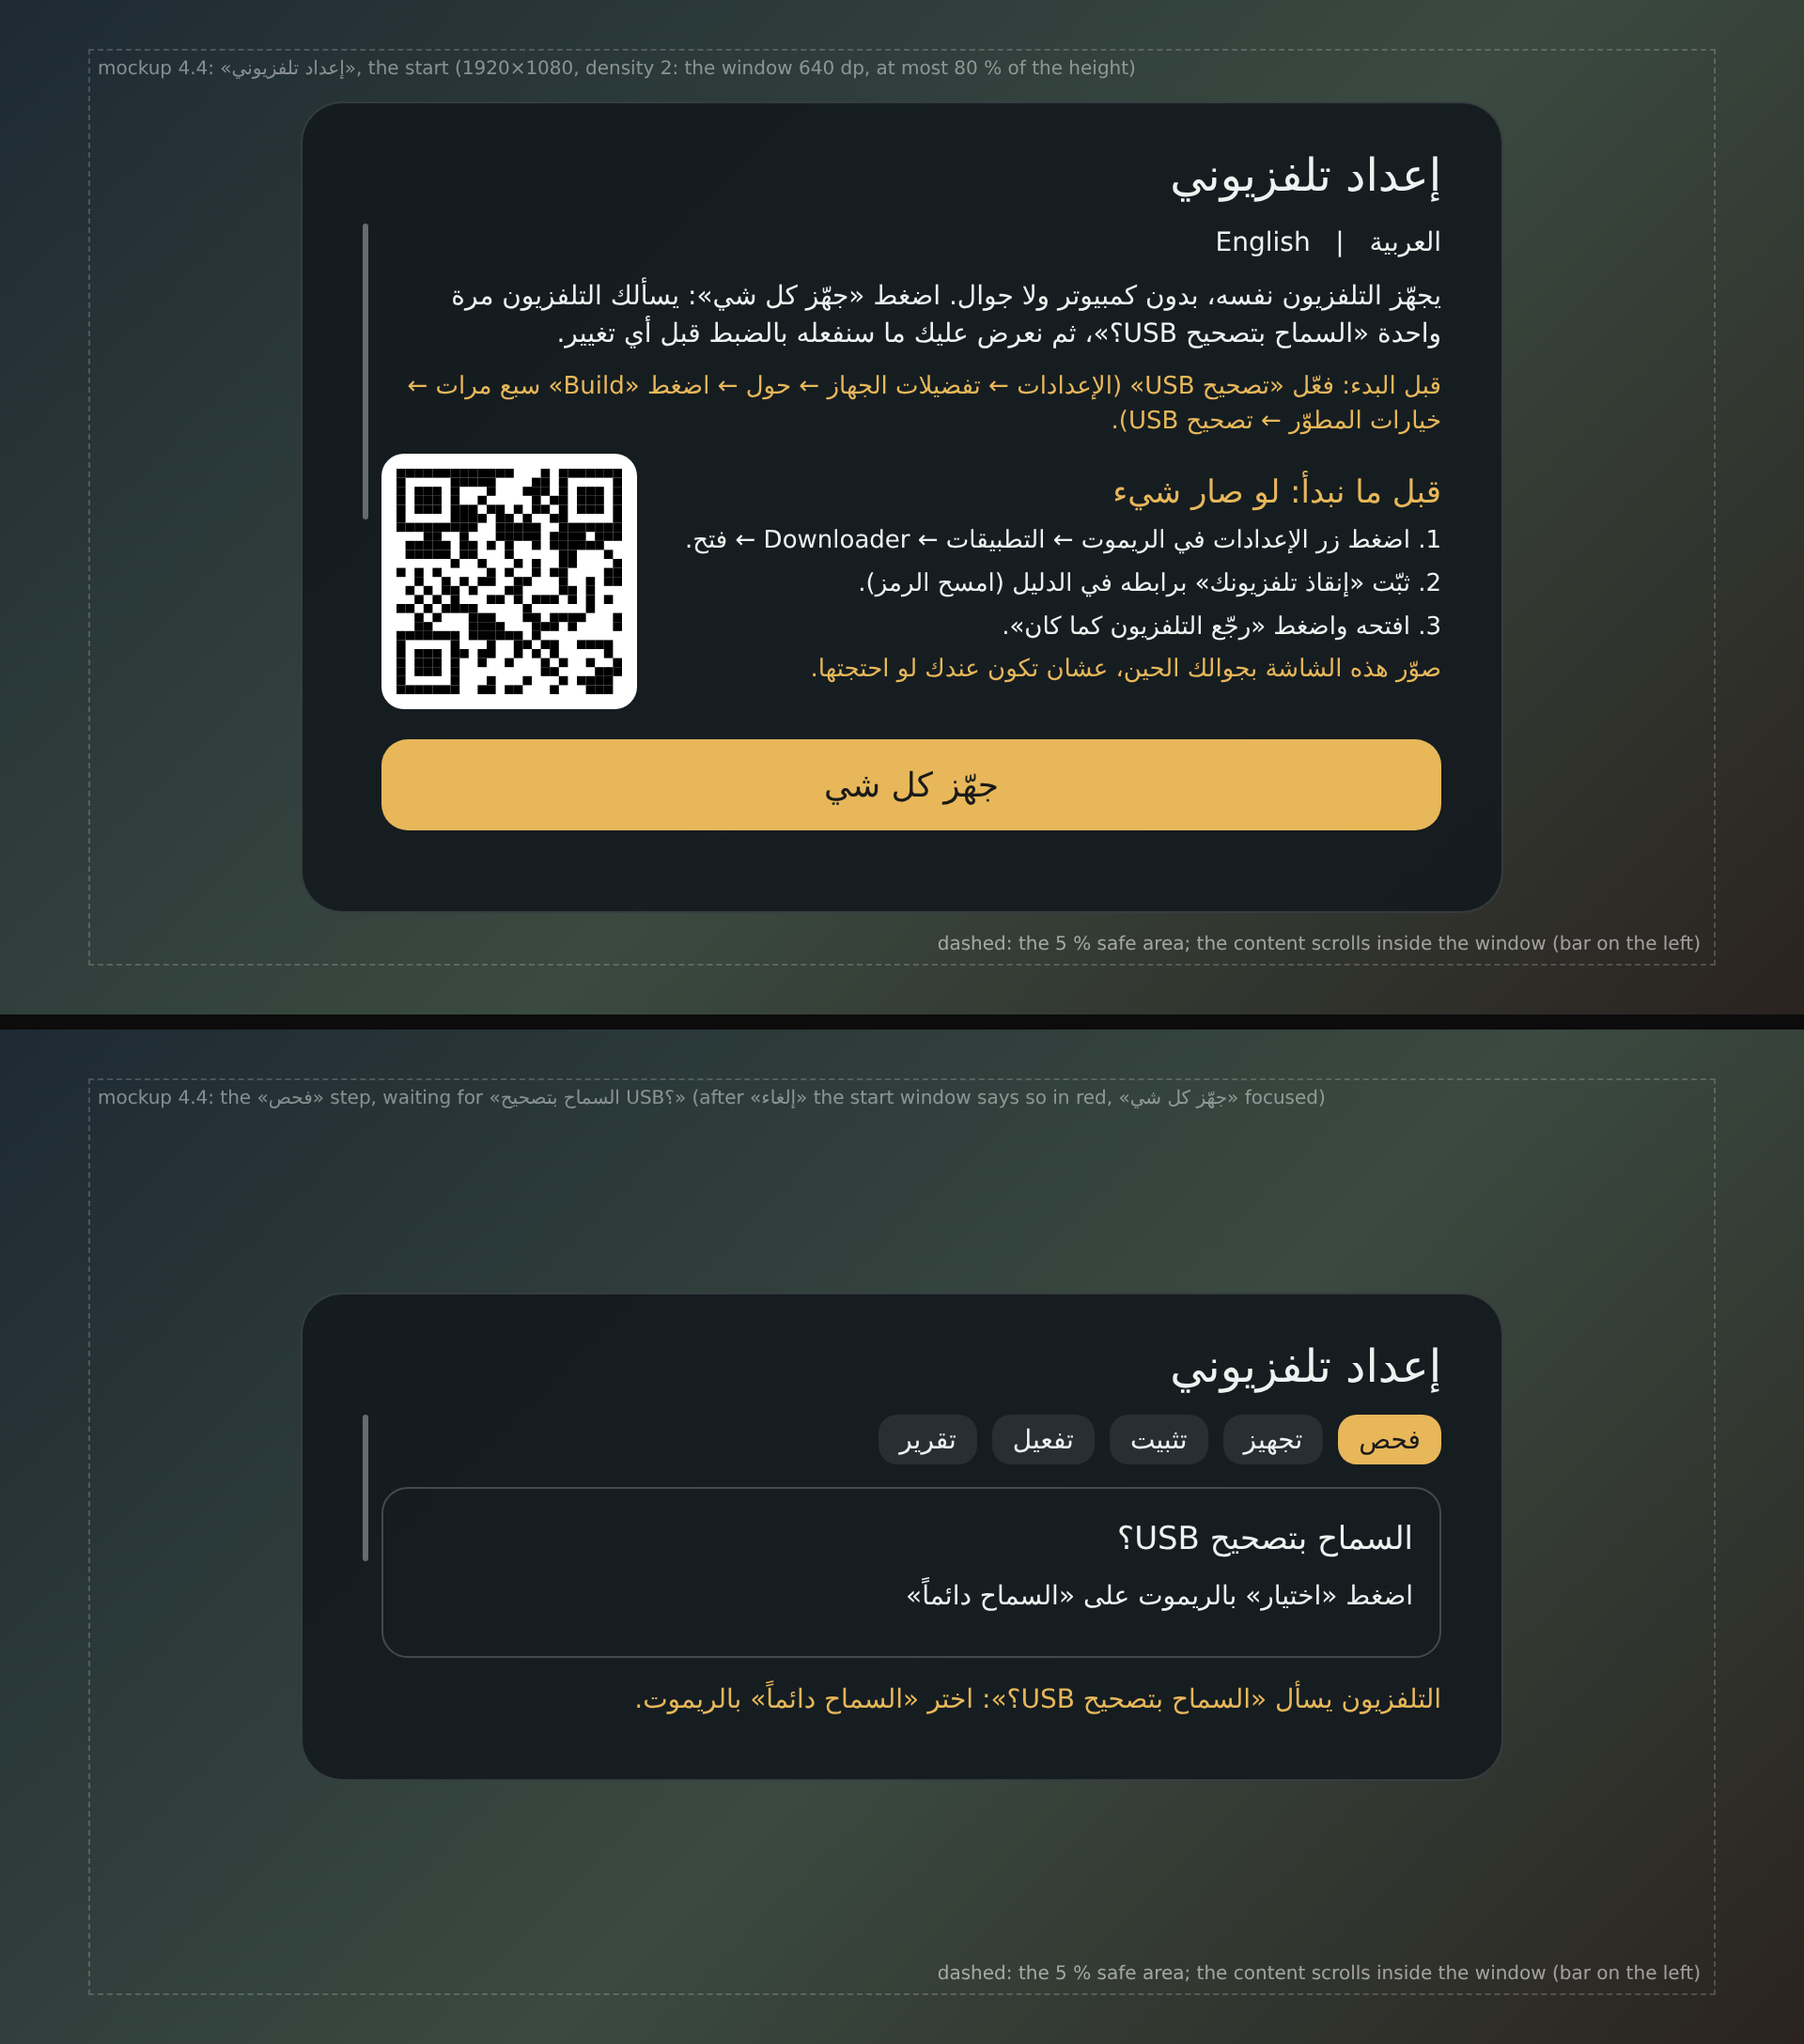 mockup 4.4: «إعداد تلفزيوني», the start (1920×1080, density 2: the window 640 dp, at most 80 % of the height)
إعداد تلفزيوني
العربية | English
يجهّز التلفزيون نفسه، بدون كمبيوتر ولا جوال. اضغط «جهّز كل شي»: يسألك التلفزيون مرة
واحدة «السماح بتصحيح USB؟»، ثم نعرض عليك ما سنفعله بالضبط قبل أي تغيير.
قبل البدء: فعّل «تصحيح USB» (الإعدادات ← تفضيلات الجهاز ← حول ← اضغط «Build» سبع مرات ←
خيارات المطوّر ← تصحيح USB).
قبل ما نبدأ: لو صار شيء
1. اضغط زر الإعدادات في الريموت ← التطبيقات ← Downloader ← فتح.
2. ثبّت «إنقاذ تلفزيونك» برابطه في الدليل (امسح الرمز).
3. افتحه واضغط «رجّع التلفزيون كما كان».
صوّر هذه الشاشة بجوالك الحين، عشان تكون عندك لو احتجتها.
جهّز كل شي
dashed: the 5 % safe area; the content scrolls inside the window (bar on the left)
mockup 4.4: the «فحص» step, waiting for «السماح بتصحيح USB؟» (after «إلغاء» the start window says so in red, «جهّز كل شي» focused)
إعداد تلفزيوني
فحص تجهيز تثبيت تفعيل تقرير
السماح بتصحيح USB؟
اضغط «اختيار» بالريموت على «السماح دائماً»
التلفزيون يسأل «السماح بتصحيح USB؟»: اختر «السماح دائماً» بالريموت.
dashed: the 5 % safe area; the content scrolls inside the window (bar on the left)